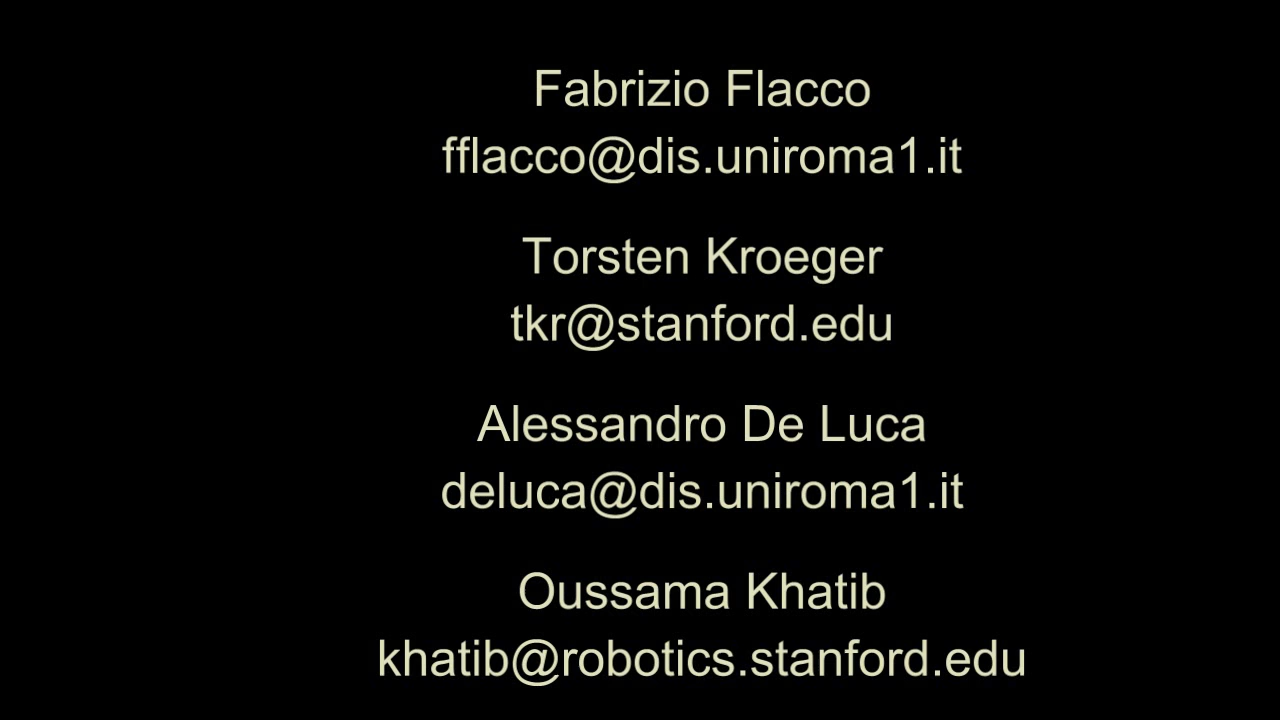 Fabrizio Flacco
fflacco@dis.uniroma1.it
Torsten Kroeger
tkr@stanford.edu
Alessandro De Luca
deluca@dis.uniroma1.it
Oussama Khatib
khatib@robotics.stanford.edu